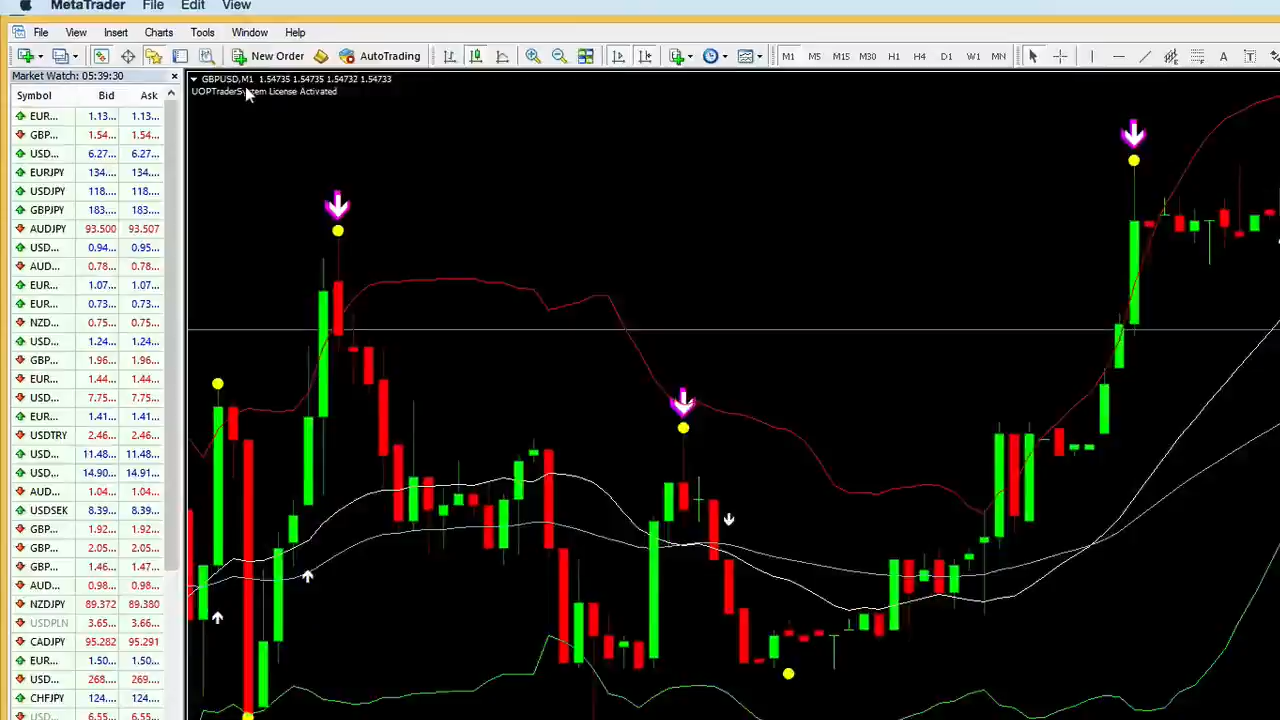 MetaTrader File Edit View
File View Insert Charts Tools Window Help
New Order AutoTrading M1 M5 M15 M30 H1 H4 D1 W1 MN A T
Market Watch: 05:39:30
GBPUSD,M1 1.54735 1.54735 1.54732 1.54733
UOPTraderSystem License Activated
Symbol Bid Ask
EUR... 1.13... 1.13...
GBP... 1.54... 1.54...
USD... 6.27... 6.27...
EURJPY 134.... 134....
USDJPY 118.... 118....
GBPJPY 183.... 183....
AUDJPY 93.500 93.507
USD... 0.94... 0.95...
AUD... 0.78... 0.78...
EUR... 1.07... 1.07...
EUR... 0.73... 0.73...
NZD... 0.75... 0.75...
USD... 1.24... 1.24...
GBP... 1.96... 1.96...
EUR... 1.44... 1.44...
USD... 7.75... 7.75...
EUR... 1.41... 1.41...
USDTRY 2.46... 2.46...
USD... 11.48... 11.48...
USD... 14.90... 14.91...
AUD... 1.04... 1.04...
USDSEK 8.39... 8.39...
GBP... 1.92... 1.92...
GBP... 2.05... 2.05...
GBP... 1.46... 1.47...
AUD... 0.98... 0.98...
NZDJPY 89.372 89.380
USDPLN 3.65... 3.66...
CADJPY 95.282 95.291
EUR... 1.50... 1.50...
USD... 268.... 269....
CHFJPY 124.... 124....
USD... 6.55... 6.55...